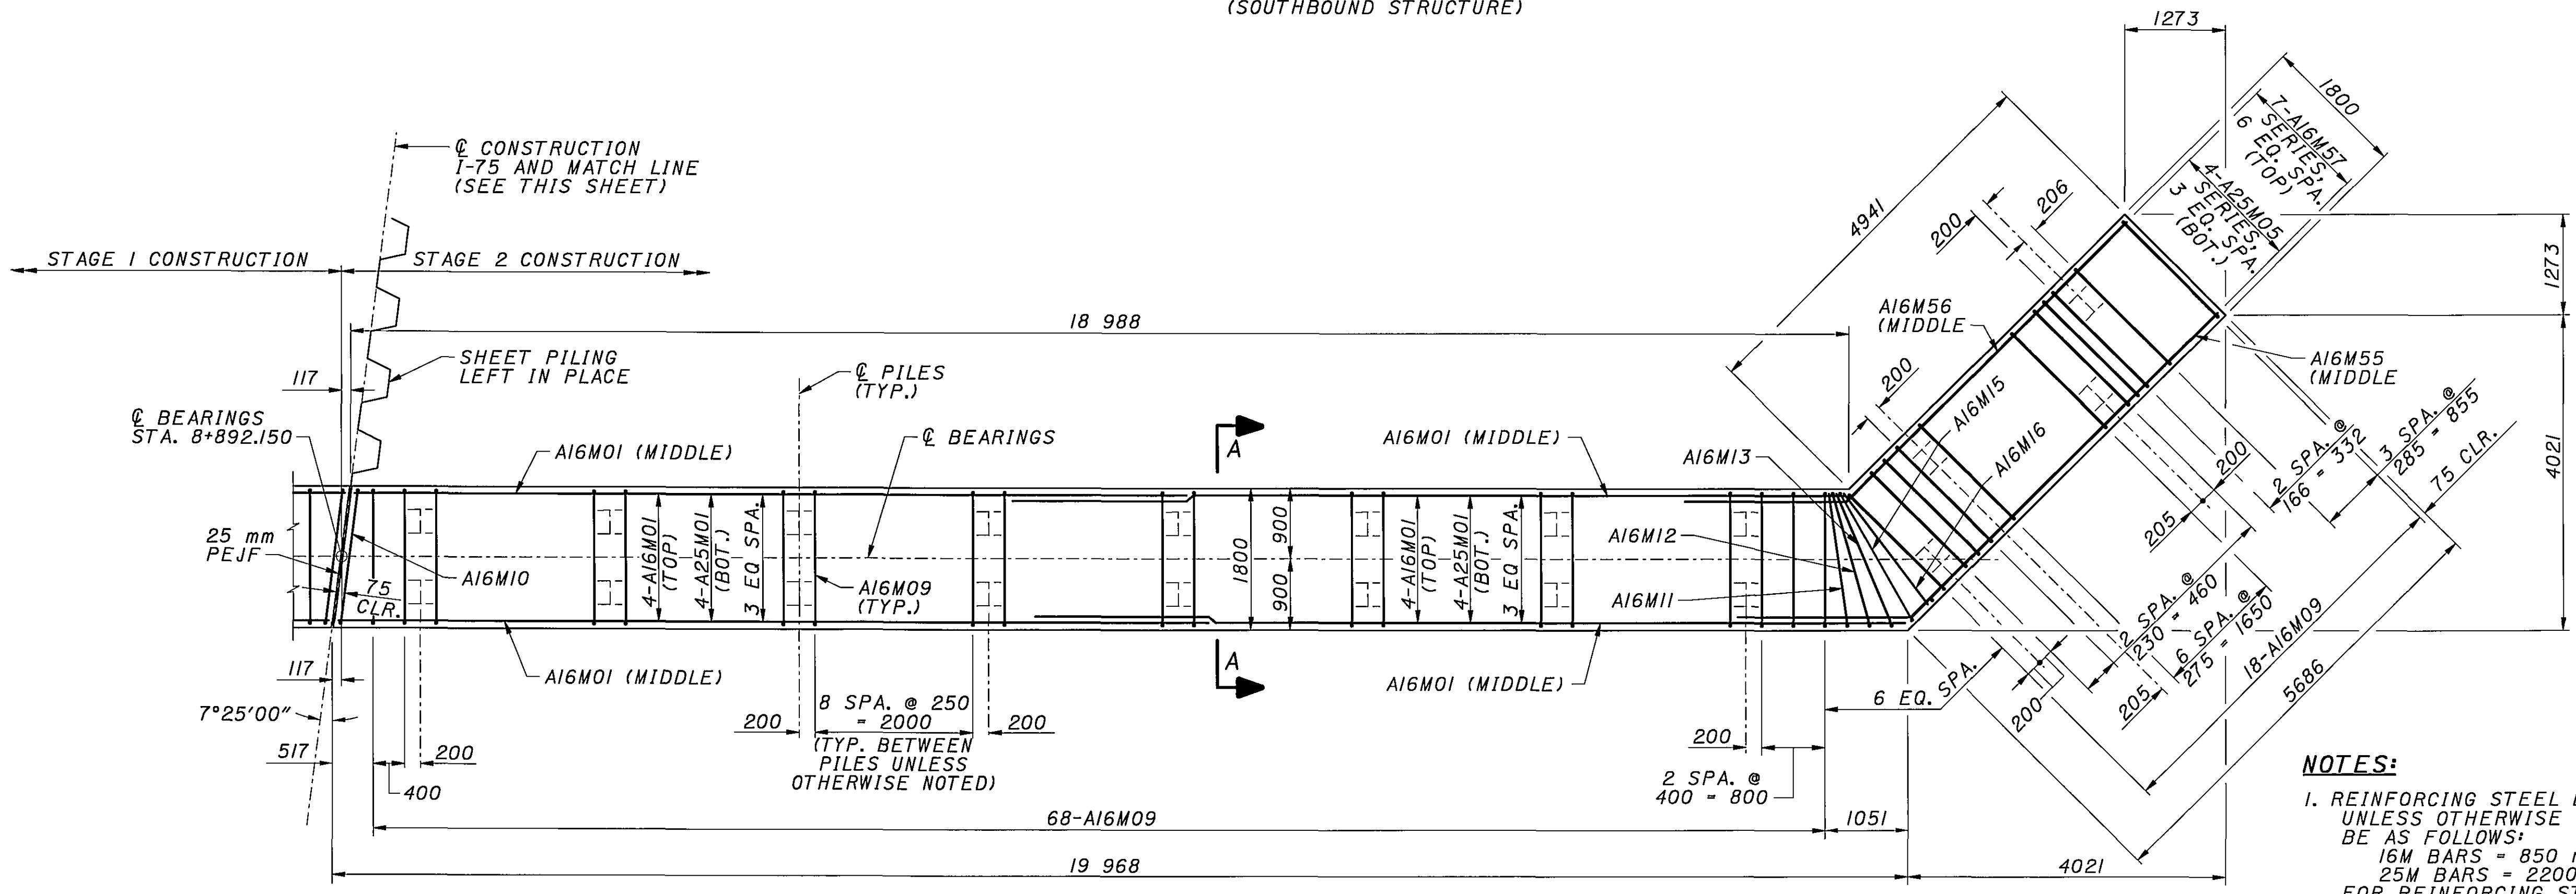 (SOUTHBOUND STRUCTURE)
1273
1800
7-A16M57
SERIES,
6 EQ. SPA.
(TOP)
4-A25M05
SERIES,
3 EQ. SPA.
(BOT.)
℄ CONSTRUCTION
I-75 AND MATCH LINE
(SEE THIS SHEET)
4941
200
206
STAGE 1 CONSTRUCTION
STAGE 2 CONSTRUCTION
1273
18 988
A16M56
(MIDDLE
SHEET PILING
LEFT IN PLACE
117
℄ PILES
(TYP.)
200
A16M55
(MIDDLE
℄ BEARINGS
STA. 8+892.150
A16M01 (MIDDLE)
℄ BEARINGS
A
A16M01 (MIDDLE)
A16M13
A16M15
A16M16
2 SPA. @
166 = 332
3 SPA. @
285 = 855
75 CLR.
4021
200
205
25 mm
PEJF
A16M10
75
CLR.
4-A16M01
(TOP)
4-A25M01
(BOT.)
3 EQ SPA.
A16M09
(TYP.)
1800
900
900
4-A16M01
(TOP)
4-A25M01
(BOT.)
3 EQ SPA.
A16M12
A16M11
2 SPA. @
230 = 460
6 SPA. @
275 = 1650
18-A16M09
5686
117
A16M01 (MIDDLE)
A
A16M01 (MIDDLE)
6 EQ. SPA.
200
205
7°25'00"
517
200
400
200
8 SPA. @ 250
= 2000
200
(TYP. BETWEEN
PILES UNLESS
OTHERWISE NOTED)
200
2 SPA. @
400 = 800
68-A16M09
1051
19 968
4021
NOTES:
1. REINFORCING STEEL
UNLESS OTHERWISE
BE AS FOLLOWS:
16M BARS = 850
25M BARS = 2200
FOR REINFORCING